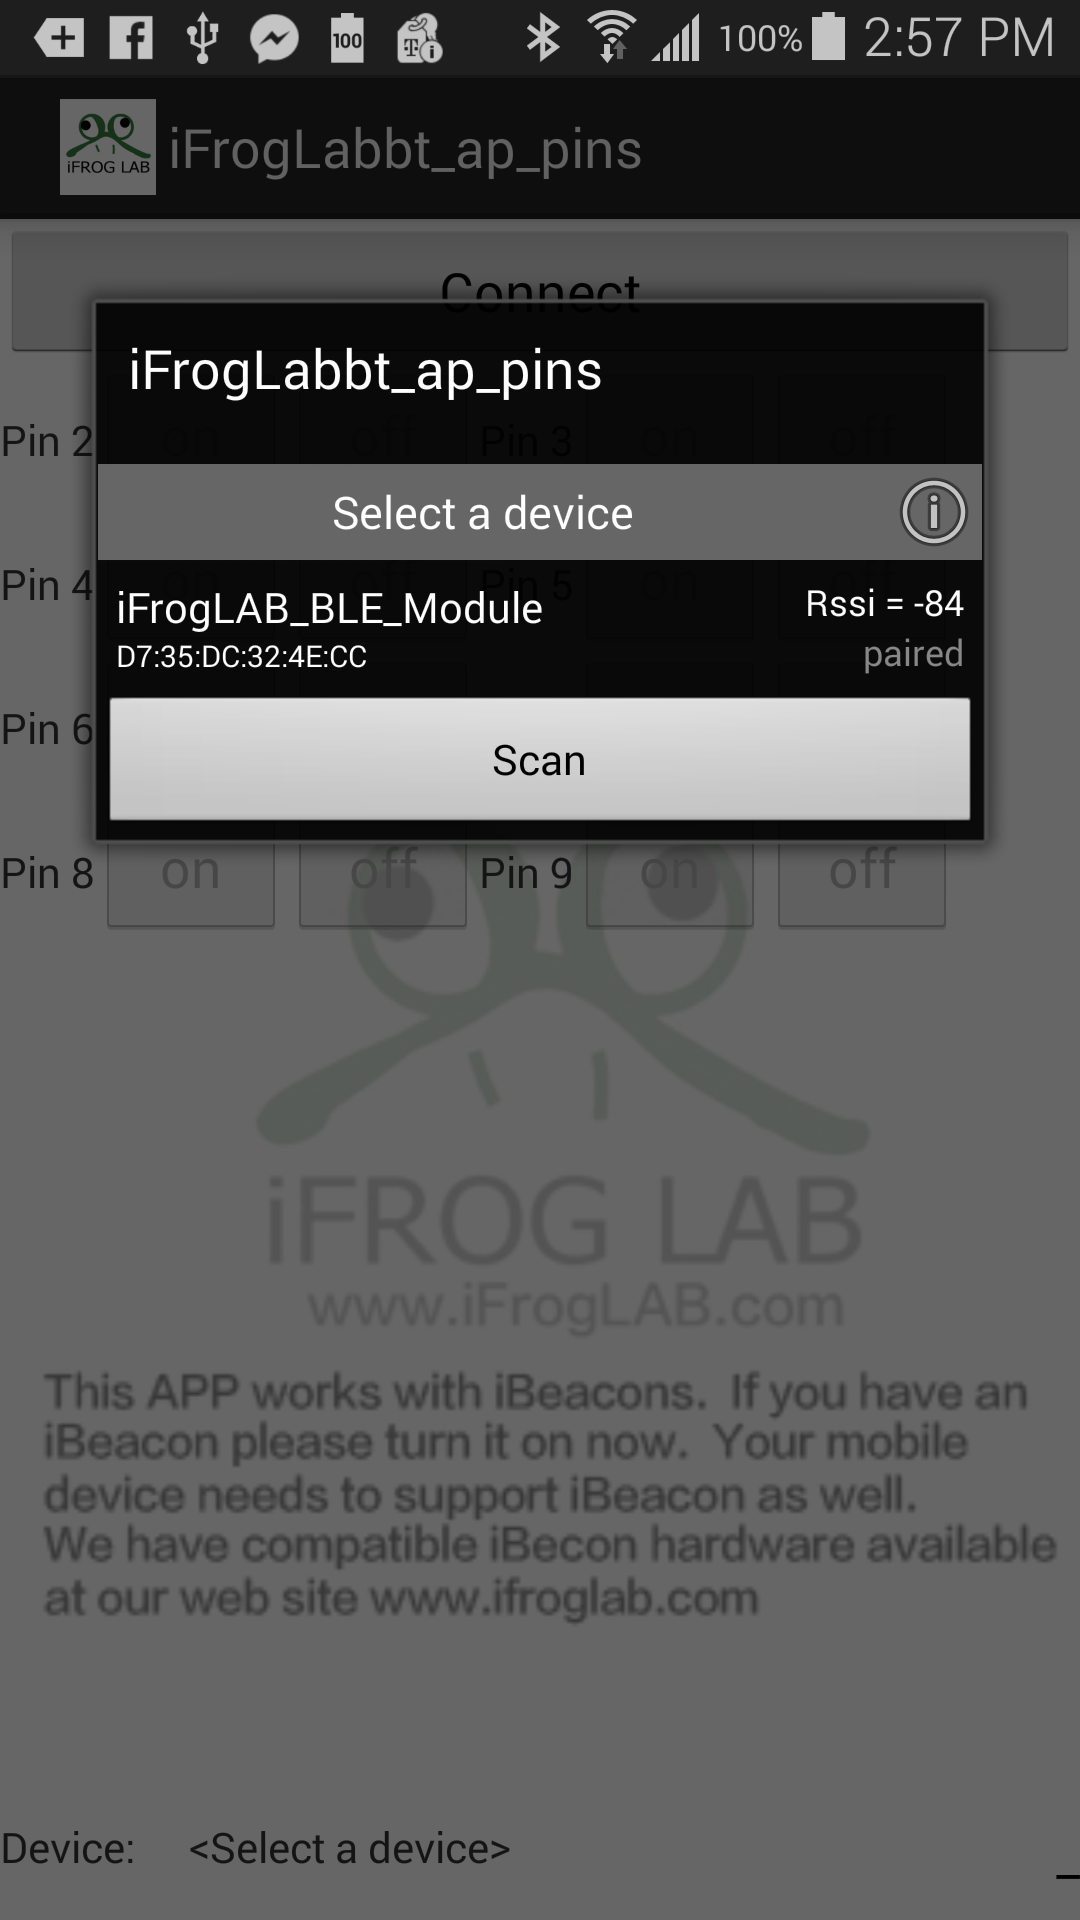 100 T i 100% 2:57 PM
iFROG LAB iFrogLabbt_ap_pins
Connect
iFrogLabbt_ap_pins
Pin 2 on off Pin 3 on off
Select a device i
Pin 4 on off Pin 5 on off
iFrogLAB_BLE_Module Rssi = -84
D7:35:DC:32:4E:CC paired
Pin 6
Scan
Pin 8 on off Pin 9 on off
iFROG LAB
www.iFrogLAB.com
This APP works with iBeacons. If you have an
iBeacon please turn it on now. Your mobile
device needs to support iBeacon as well.
We have compatible iBecon hardware available
at our web site www.ifroglab.com
Device: <Select a device>